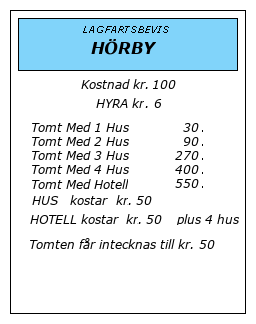 LAGFARTSBEVIS
HÖRBY
Kostnad kr. 100
HYRA kr. 6
Tomt Med 1 Hus 30.
Tomt Med 2 Hus 90.
Tomt Med 3 Hus 270.
Tomt Med 4 Hus 400.
Tomt Med Hotell 550.
HUS kostar kr. 50
HOTELL kostar kr. 50 plus 4 hus
Tomten får intecknas till kr. 50